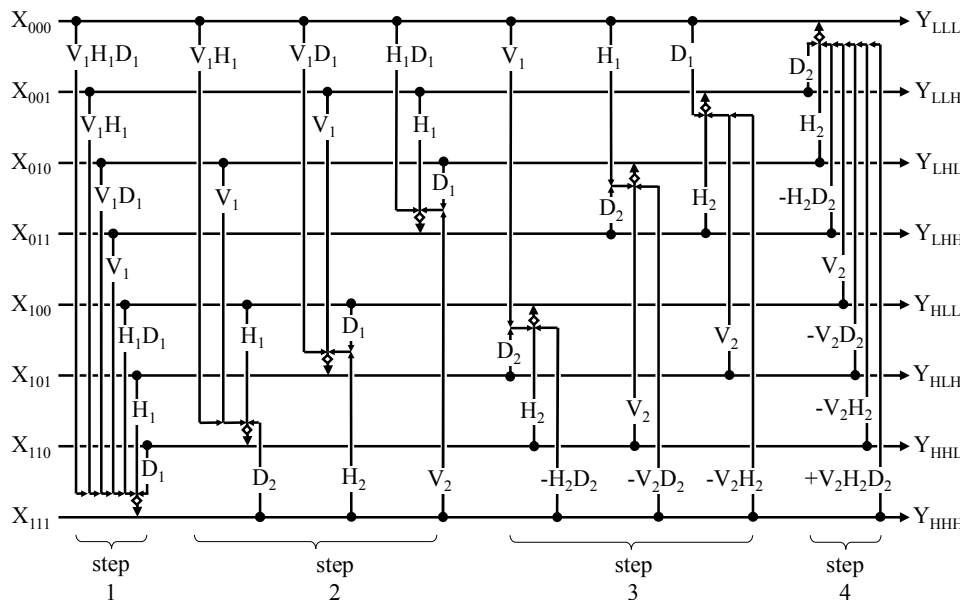 X₀₀₀ Y_LLL
V₁H₁D₁ V₁H₁ V₁D₁ H₁D₁ V₁ H₁ D₁ D₂
X₀₀₁ Y_LLH
V₁H₁ V₁ H₁ H₂
X₀₁₀ Y_LHL
V₁D₁ V₁ D₁ D₂ H₂ -H₂D₂
X₀₁₁ Y_LHH
V₁ V₂
X₁₀₀ Y_HLL
H₁D₁ H₁ D₁ D₂ V₂ -V₂D₂
X₁₀₁ Y_HLH
H₁ H₂ V₂ -V₂H₂
X₁₁₀ Y_HHL
D₁ D₂ H₂ V₂ -H₂D₂ -V₂D₂ -V₂H₂ +V₂H₂D₂
X₁₁₁ Y_HHH
step step step step
1 2 3 4